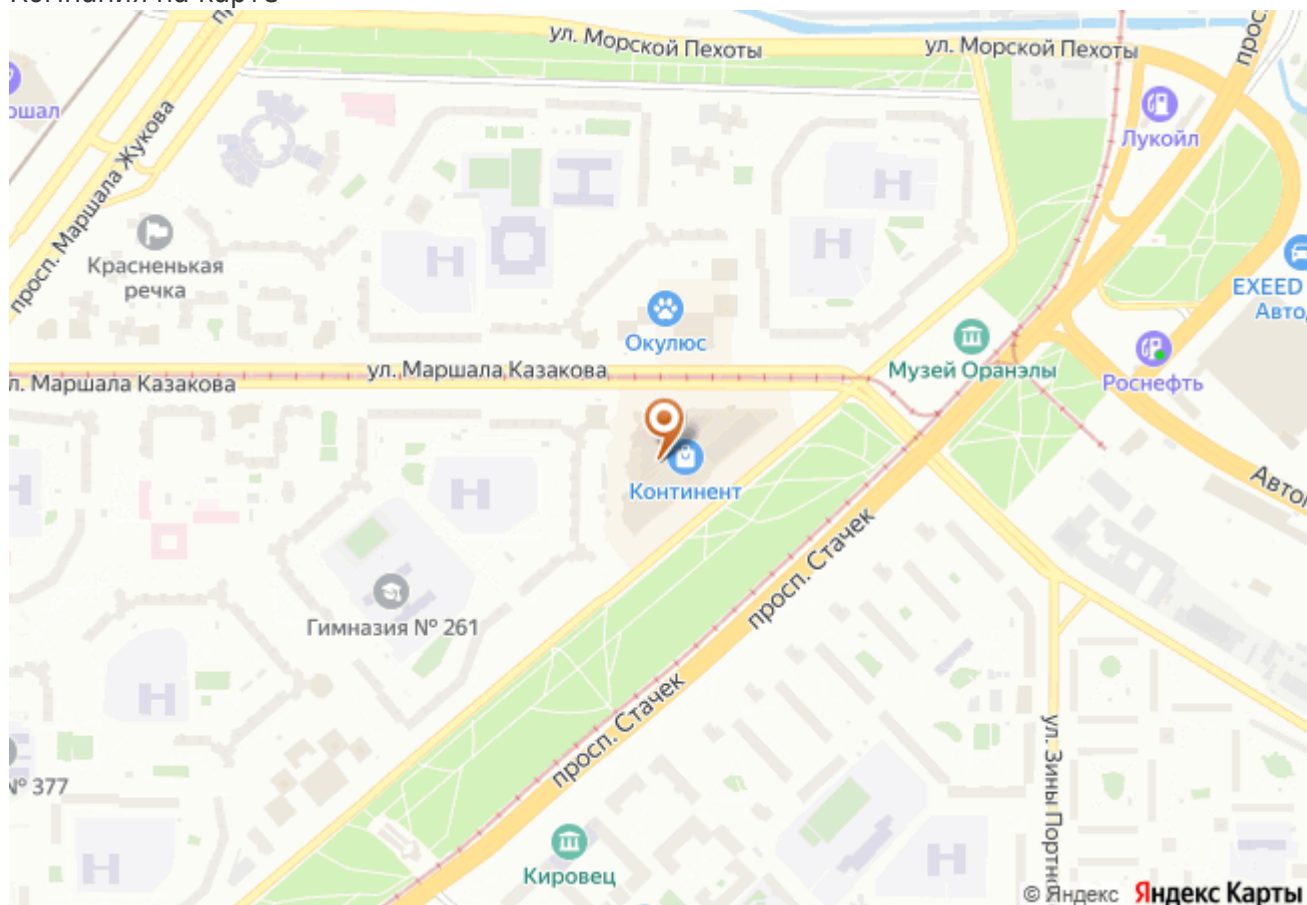 ул. Морской Пехоты
ул. Морской Пехоты
просп. Маршала Жукова
Лукойл
Красненькая
речка
EXEED
Окулюс
Музей Оранэлы
Роснефть
ул. Маршала Казакова
л. Маршала Казакова
Континент
просп. Стачек
Гимназия № 261
просп. Стачек
№ 377
ул. Зины Портно
Кировец
© Яндекс Яндекс Карты